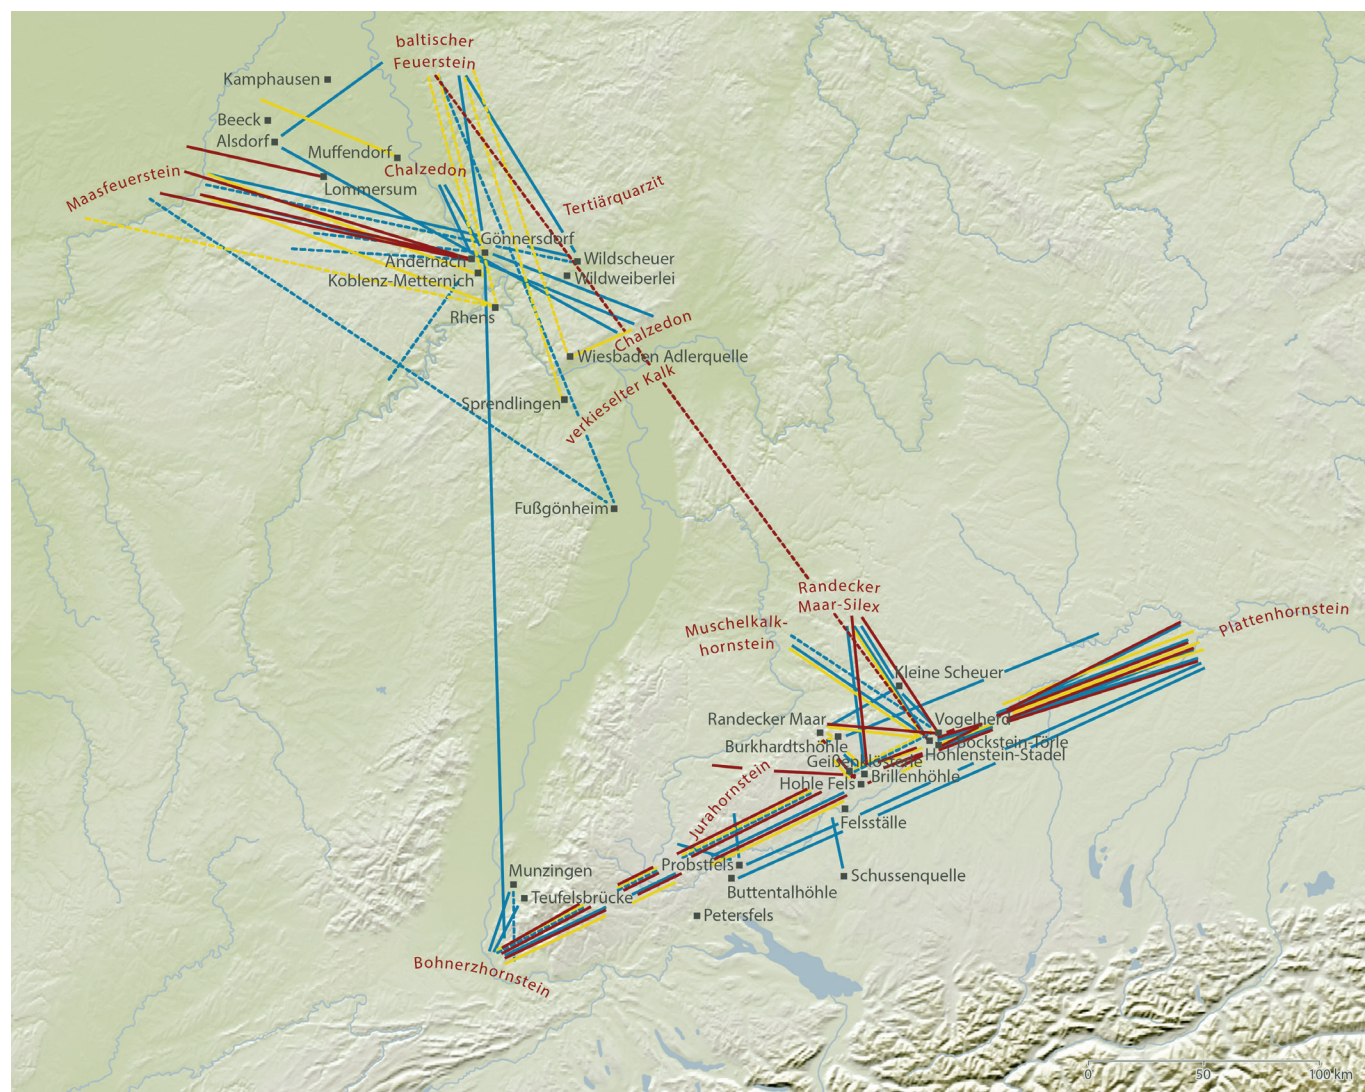 baltischer
Feuerstein
Kamphausen
Beeck
Alsdorf
Muffendorf
Chalzedon
Maasfeuerstein
Lommersum
Tertiärquarzit
Gönnersdorf
Andernach
Wildscheuer
Koblenz-Metternich
Wildweiberlei
Rhens
Chalzedon
Wiesbaden Adlerquelle
verkieselter Kalk
Sprendlingen
Fußgönheim
Randecker
Maar-Silex
Muschelkalk-
hornstein
Plattenhornstein
Kleine Scheuer
Randecker Maar
Vogelherd
Burkhardtshöhle
Bockstein-Törle
Hohlenstein-Stadel
Geißenklösterle
Brillenhöhle
Hohle Fels
Jurahornstein
Felsställe
Probstfels
Munzingen
Schussenquelle
Buttentalhöhle
Teufelsbrücke
Petersfels
Bohnerzhornstein
0 50 100 km